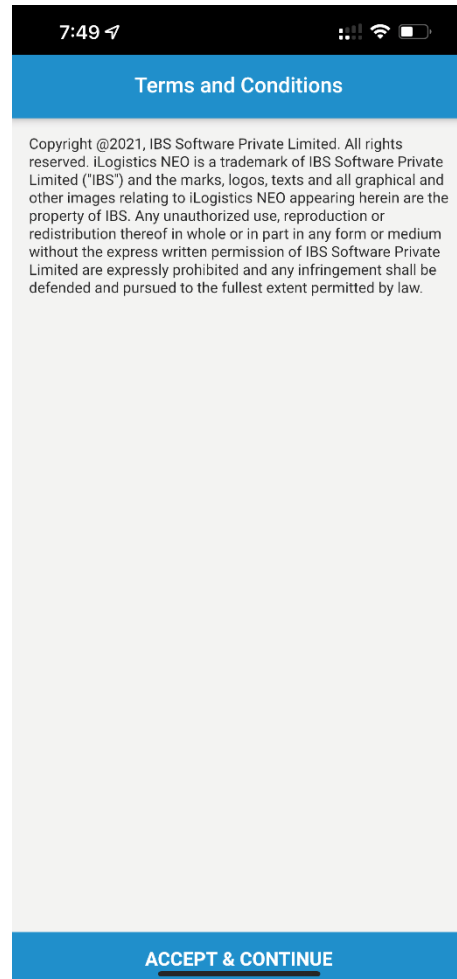 7:49
Terms and Conditions
Copyright @2021, IBS Software Private Limited. All rights
reserved. iLogistics NEO is a trademark of IBS Software Private
Limited ("IBS") and the marks, logos, texts and all graphical and
other images relating to iLogistics NEO appearing herein are the
property of IBS. Any unauthorized use, reproduction or
redistribution thereof in whole or in part in any form or medium
without the express written permission of IBS Software Private
Limited are expressly prohibited and any infringement shall be
defended and pursued to the fullest extent permitted by law.
ACCEPT & CONTINUE